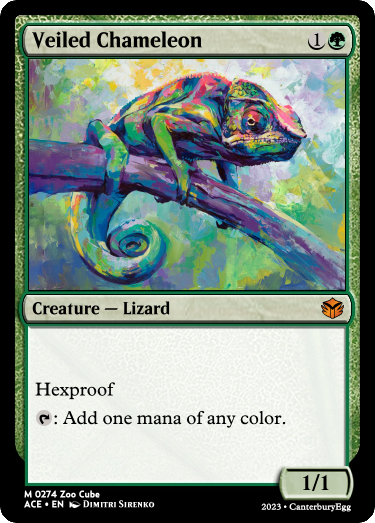 Veiled Chameleon 1
Creature — Lizard
Hexproof
: Add one mana of any color.
1/1
M 0274 Zoo Cube
ACE • EN Dimitri Sirenko
2023 • CanterburyEgg